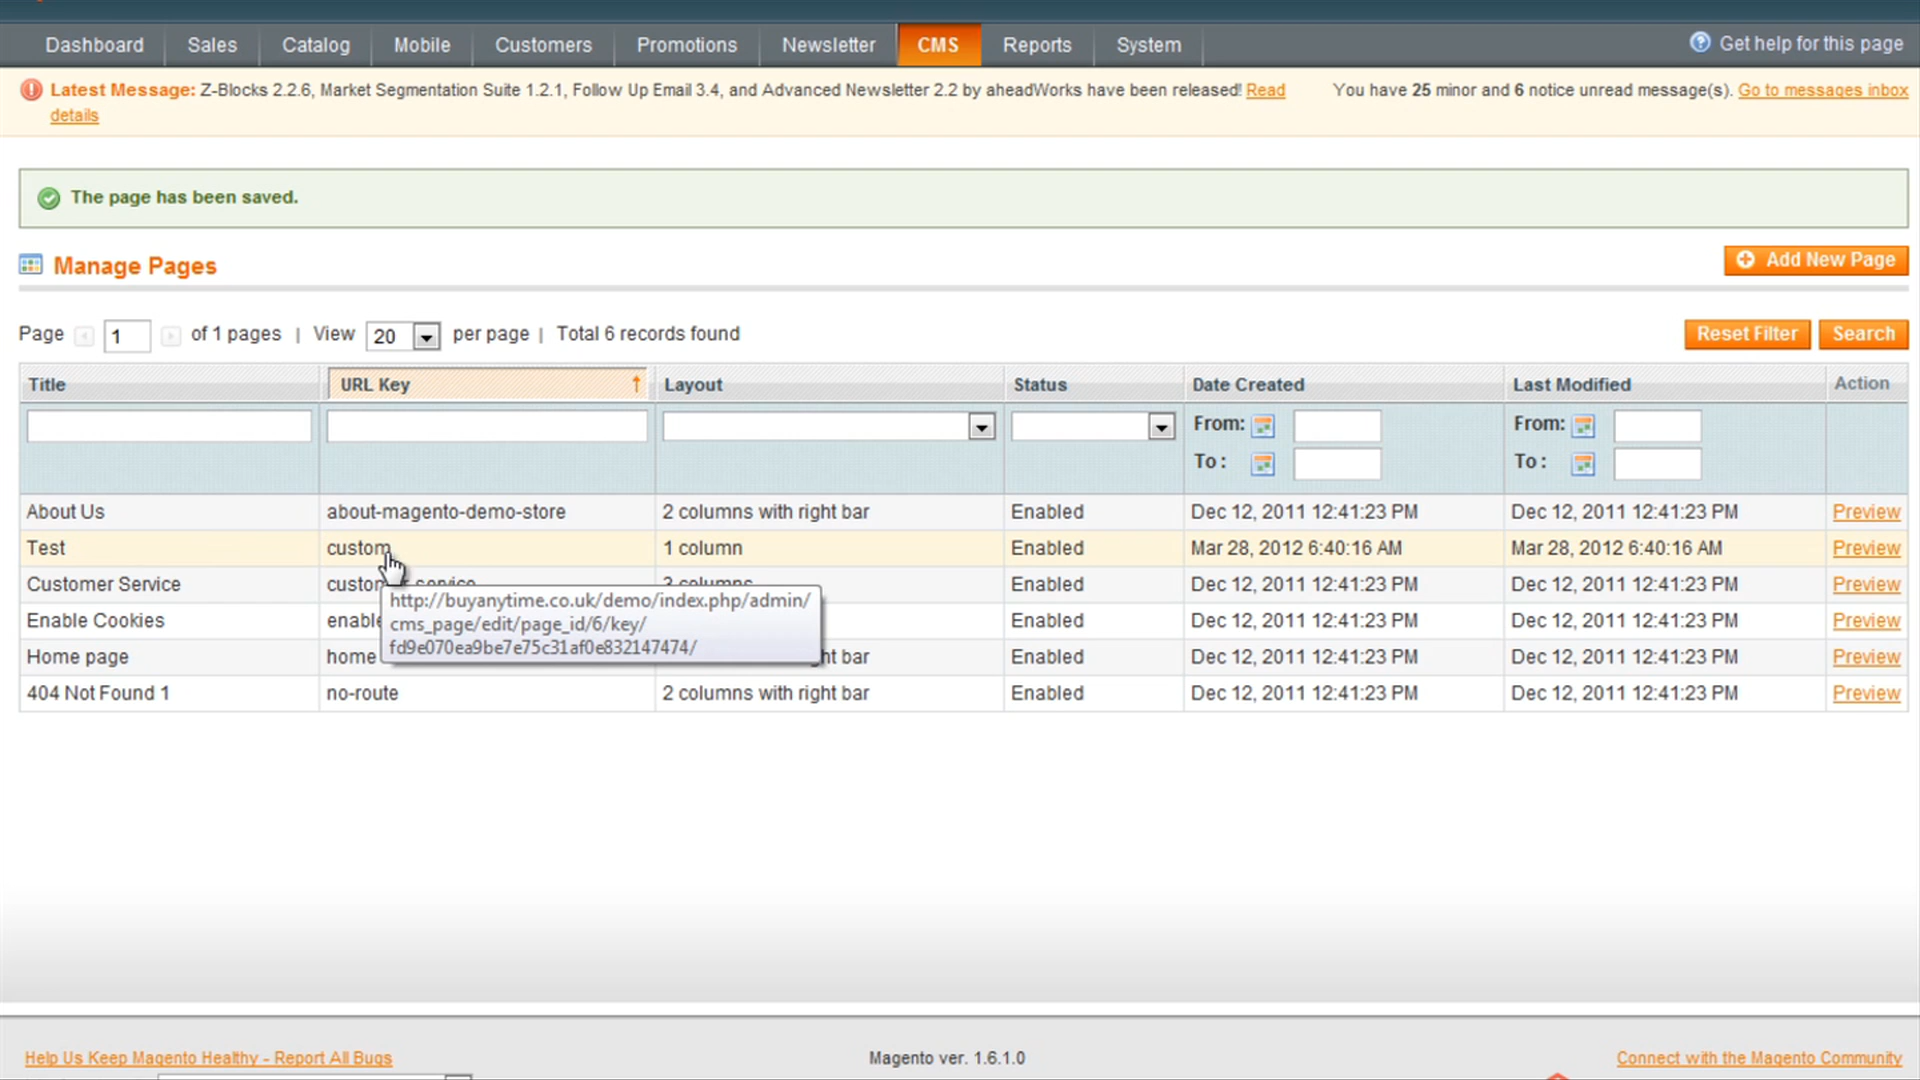 Dashboard Sales Catalog Mobile Customers Promotions Newsletter CMS Reports System Get help for this page
Latest Message: Z-Blocks 2.2.6, Market Segmentation Suite 1.2.1, Follow Up Email 3.4, and Advanced Newsletter 2.2 by aheadWorks have been released! Read
details
You have 25 minor and 6 notice unread message(s). Go to messages inbox
The page has been saved.
Manage Pages
Add New Page
Page 1 of 1 pages | View 20 per page | Total 6 records found
Reset Filter Search
Title URL Key Layout Status Date Created Last Modified Action
From: From:
To : To :
About Us about-magento-demo-store 2 columns with right bar Enabled Dec 12, 2011 12:41:23 PM Dec 12, 2011 12:41:23 PM Preview
Test custom 1 column Enabled Mar 28, 2012 6:40:16 AM Mar 28, 2012 6:40:16 AM Preview
Customer Service customer-service 3 columns Enabled Dec 12, 2011 12:41:23 PM Dec 12, 2011 12:41:23 PM Preview
Enable Cookies enable Enabled Dec 12, 2011 12:41:23 PM Dec 12, 2011 12:41:23 PM Preview
Home page home ht bar Enabled Dec 12, 2011 12:41:23 PM Dec 12, 2011 12:41:23 PM Preview
404 Not Found 1 no-route 2 columns with right bar Enabled Dec 12, 2011 12:41:23 PM Dec 12, 2011 12:41:23 PM Preview
http://buyanytime.co.uk/demo/index.php/admin/
cms_page/edit/page_id/6/key/
fd9e070ea9be7e75c31af0e832147474/
Help Us Keep Magento Healthy - Report All Bugs
Magento ver. 1.6.1.0
Connect with the Magento Community